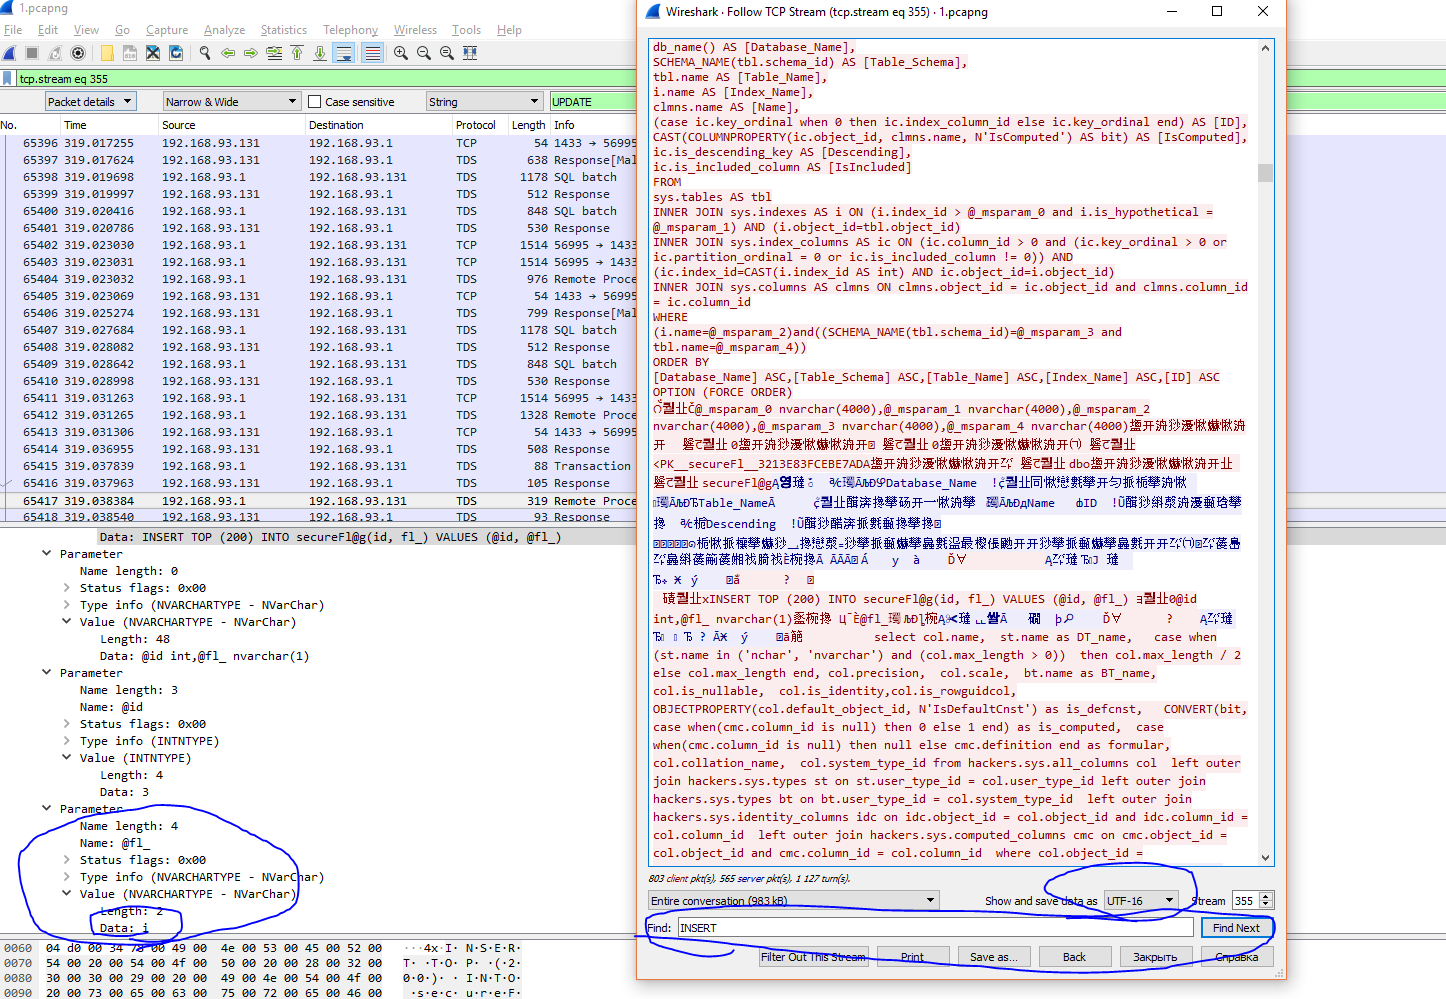 1.pcapng
File Edit View Go Capture Analyze Statistics Telephony Wireless Tools Help
tcp.stream eq 355
Packet details Narrow & Wide Case sensitive String UPDATE
No. Time Source Destination Protocol Length Info
65396 319.017255 192.168.93.131 192.168.93.1 TCP 54 1433 → 56995
65397 319.017624 192.168.93.131 192.168.93.1 TDS 638 Response[Mal
65398 319.019698 192.168.93.1 192.168.93.131 TDS 1178 SQL batch
65399 319.019997 192.168.93.131 192.168.93.1 TDS 512 Response
65400 319.020416 192.168.93.1 192.168.93.131 TDS 848 SQL batch
65401 319.020786 192.168.93.131 192.168.93.1 TDS 530 Response
65402 319.023030 192.168.93.1 192.168.93.131 TCP 1514 56995 → 1433
65403 319.023031 192.168.93.1 192.168.93.131 TCP 1514 56995 → 1433
65404 319.023032 192.168.93.1 192.168.93.131 TDS 976 Remote Proce
65405 319.023069 192.168.93.131 192.168.93.1 TCP 54 1433 → 56995
65406 319.025274 192.168.93.131 192.168.93.1 TDS 799 Response[Mal
65407 319.027684 192.168.93.1 192.168.93.131 TDS 1178 SQL batch
65408 319.028082 192.168.93.131 192.168.93.1 TDS 512 Response
65409 319.028642 192.168.93.1 192.168.93.131 TDS 848 SQL batch
65410 319.028998 192.168.93.131 192.168.93.1 TDS 530 Response
65411 319.031263 192.168.93.1 192.168.93.131 TCP 1514 56995 → 1433
65412 319.031265 192.168.93.1 192.168.93.131 TDS 1328 Remote Proce
65413 319.031306 192.168.93.131 192.168.93.1 TCP 54 1433 → 56995
65414 319.036955 192.168.93.131 192.168.93.1 TDS 508 Response
65415 319.037839 192.168.93.1 192.168.93.131 TDS 88 Transaction
65416 319.037963 192.168.93.131 192.168.93.1 TDS 105 Response
65417 319.038384 192.168.93.1 192.168.93.131 TDS 319 Remote Proce
65418 319.038540 192.168.93.131 192.168.93.1 TDS 93 Response
Data: INSERT TOP (200) INTO secureFl@g(id, fl_) VALUES (@id, @fl_)
Parameter
Name length: 0
Status flags: 0x00
Type info (NVARCHARTYPE - NVarChar)
Value (NVARCHARTYPE - NVarChar)
Length: 48
Data: @id int,@fl_ nvarchar(1)
Parameter
Name length: 3
Name: @id
Status flags: 0x00
Type info (INTNTYPE)
Value (INTNTYPE)
Length: 4
Data: 3
Parameter
Name length: 4
Name: @fl_
Status flags: 0x00
Type info (NVARCHARTYPE - NVarChar)
Value (NVARCHARTYPE - NVarChar)
Length: 2
Data: i
0060 04 d0 00 34 78 00 49 00 4e 00 53 00 45 00 52 00 ···4x·I· N·S·E·R·
0070 54 00 20 00 54 00 4f 00 50 00 20 00 28 00 32 00 T· ·T·O· P· ·(·2·
0080 30 00 30 00 29 00 20 00 49 00 4e 00 54 00 4f 00 0·0·)· · I·N·T·O·
0090 20 00 73 00 65 00 63 00 75 00 72 00 65 00 46 00 ·s·e·c· u·r·e·F·
Wireshark · Follow TCP Stream (tcp.stream eq 355) · 1.pcapng
db_name() AS [Database_Name],
SCHEMA_NAME(tbl.schema_id) AS [Table_Schema],
tbl.name AS [Table_Name],
i.name AS [Index_Name],
clmns.name AS [Name],
(case ic.key_ordinal when 0 then ic.index_column_id else ic.key_ordinal end) AS [ID],
CAST(COLUMNPROPERTY(ic.object_id, clmns.name, N'IsComputed') AS bit) AS [IsComputed],
ic.is_descending_key AS [Descending],
ic.is_included_column AS [IsIncluded]
FROM
sys.tables AS tbl
INNER JOIN sys.indexes AS i ON (i.index_id > @_msparam_0 and i.is_hypothetical =
@_msparam_1) AND (i.object_id=tbl.object_id)
INNER JOIN sys.index_columns AS ic ON (ic.column_id > 0 and (ic.key_ordinal > 0 or
ic.partition_ordinal = 0 or ic.is_included_column != 0)) AND
(ic.index_id=CAST(i.index_id AS int) AND ic.object_id=i.object_id)
INNER JOIN sys.columns AS clmns ON clmns.object_id = ic.object_id and clmns.column_id
= ic.column_id
WHERE
(i.name=@_msparam_2)and((SCHEMA_NAME(tbl.schema_id)=@_msparam_3 and
tbl.name=@_msparam_4))
ORDER BY
[Database_Name] ASC,[Table_Schema] ASC,[Table_Name] ASC,[Index_Name] ASC,[ID] ASC
OPTION (FORCE ORDER)
@_msparam_0 nvarchar(4000),@_msparam_1 nvarchar(4000),@_msparam_2
nvarchar(4000),@_msparam_3 nvarchar(4000),@_msparam_4 nvarchar(4000)
<PK__secureFl__3213E83FCEBE7ADA dbo
secureFl@g Database_Name
Table_Name Name ID
Descending
INSERT TOP (200) INTO secureFl@g(id, fl_) VALUES (@id, @fl_) @id
int,@fl_ nvarchar(1) @fl_
select col.name, st.name as DT_name, case when
(st.name in ('nchar', 'nvarchar') and (col.max_length > 0)) then col.max_length / 2
else col.max_length end, col.precision, col.scale, bt.name as BT_name,
col.is_nullable, col.is_identity,col.is_rowguidcol,
OBJECTPROPERTY(col.default_object_id, N'IsDefaultCnst') as is_defcnst, CONVERT(bit,
case when(cmc.column_id is null) then 0 else 1 end) as is_computed, case
when(cmc.column_id is null) then null else cmc.definition end as formular,
col.collation_name, col.system_type_id from hackers.sys.all_columns col left outer
join hackers.sys.types st on st.user_type_id = col.user_type_id left outer join
hackers.sys.types bt on bt.user_type_id = col.system_type_id left outer join
hackers.sys.identity_columns idc on idc.object_id = col.object_id and idc.column_id =
col.column_id left outer join hackers.sys.computed_columns cmc on cmc.object_id =
col.object_id and cmc.column_id = col.column_id where col.object_id =
803 client pkt(s), 565 server pkt(s), 1 127 turn(s).
Entire conversation (983 kB) Show and save data as UTF-16 Stream 355
Find: INSERT Find Next
Filter Out This Stream Print Save as... Back Закрыть Справка